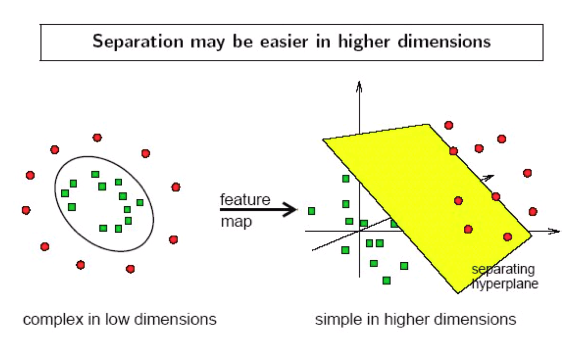 Separation may be easier in higher dimensions
feature
map
separating
hyperplane
complex in low dimensions
simple in higher dimensions